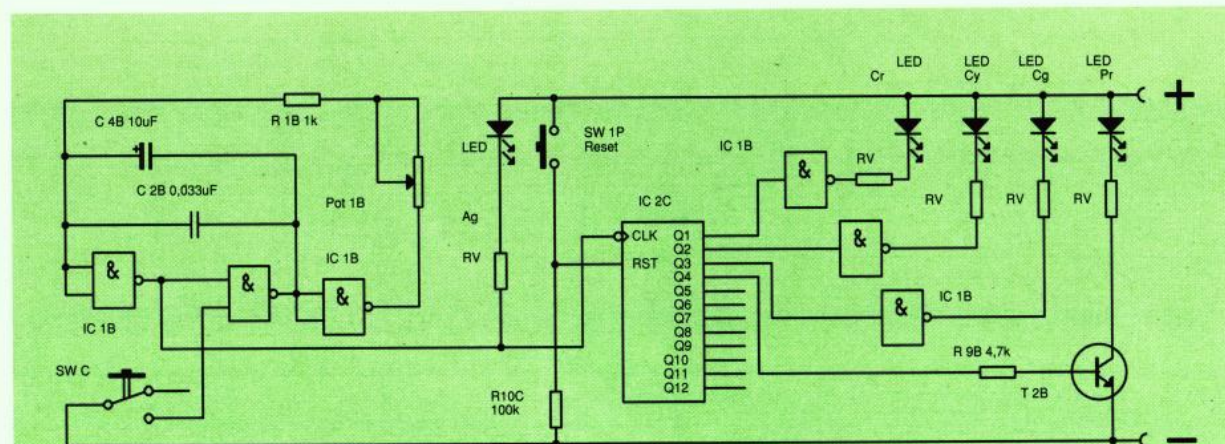 LED
Cr
LED
Cy
LED
Cg
LED
Pr
+
C 4B 10uF
+
R 1B 1k
C 2B 0,033uF
Pot 1B
LED
Ag
RV
SW 1P
Reset
IC 1B
&
RV
RV
RV
RV
IC 2C
CLK
RST
Q1
Q2
Q3
Q4
Q5
Q6
Q7
Q8
Q9
Q10
Q11
Q12
&
&
IC 1B
&
IC 1B
&
IC 1B
&
SW C
R10C
100k
R 9B 4,7k
T 2B
−